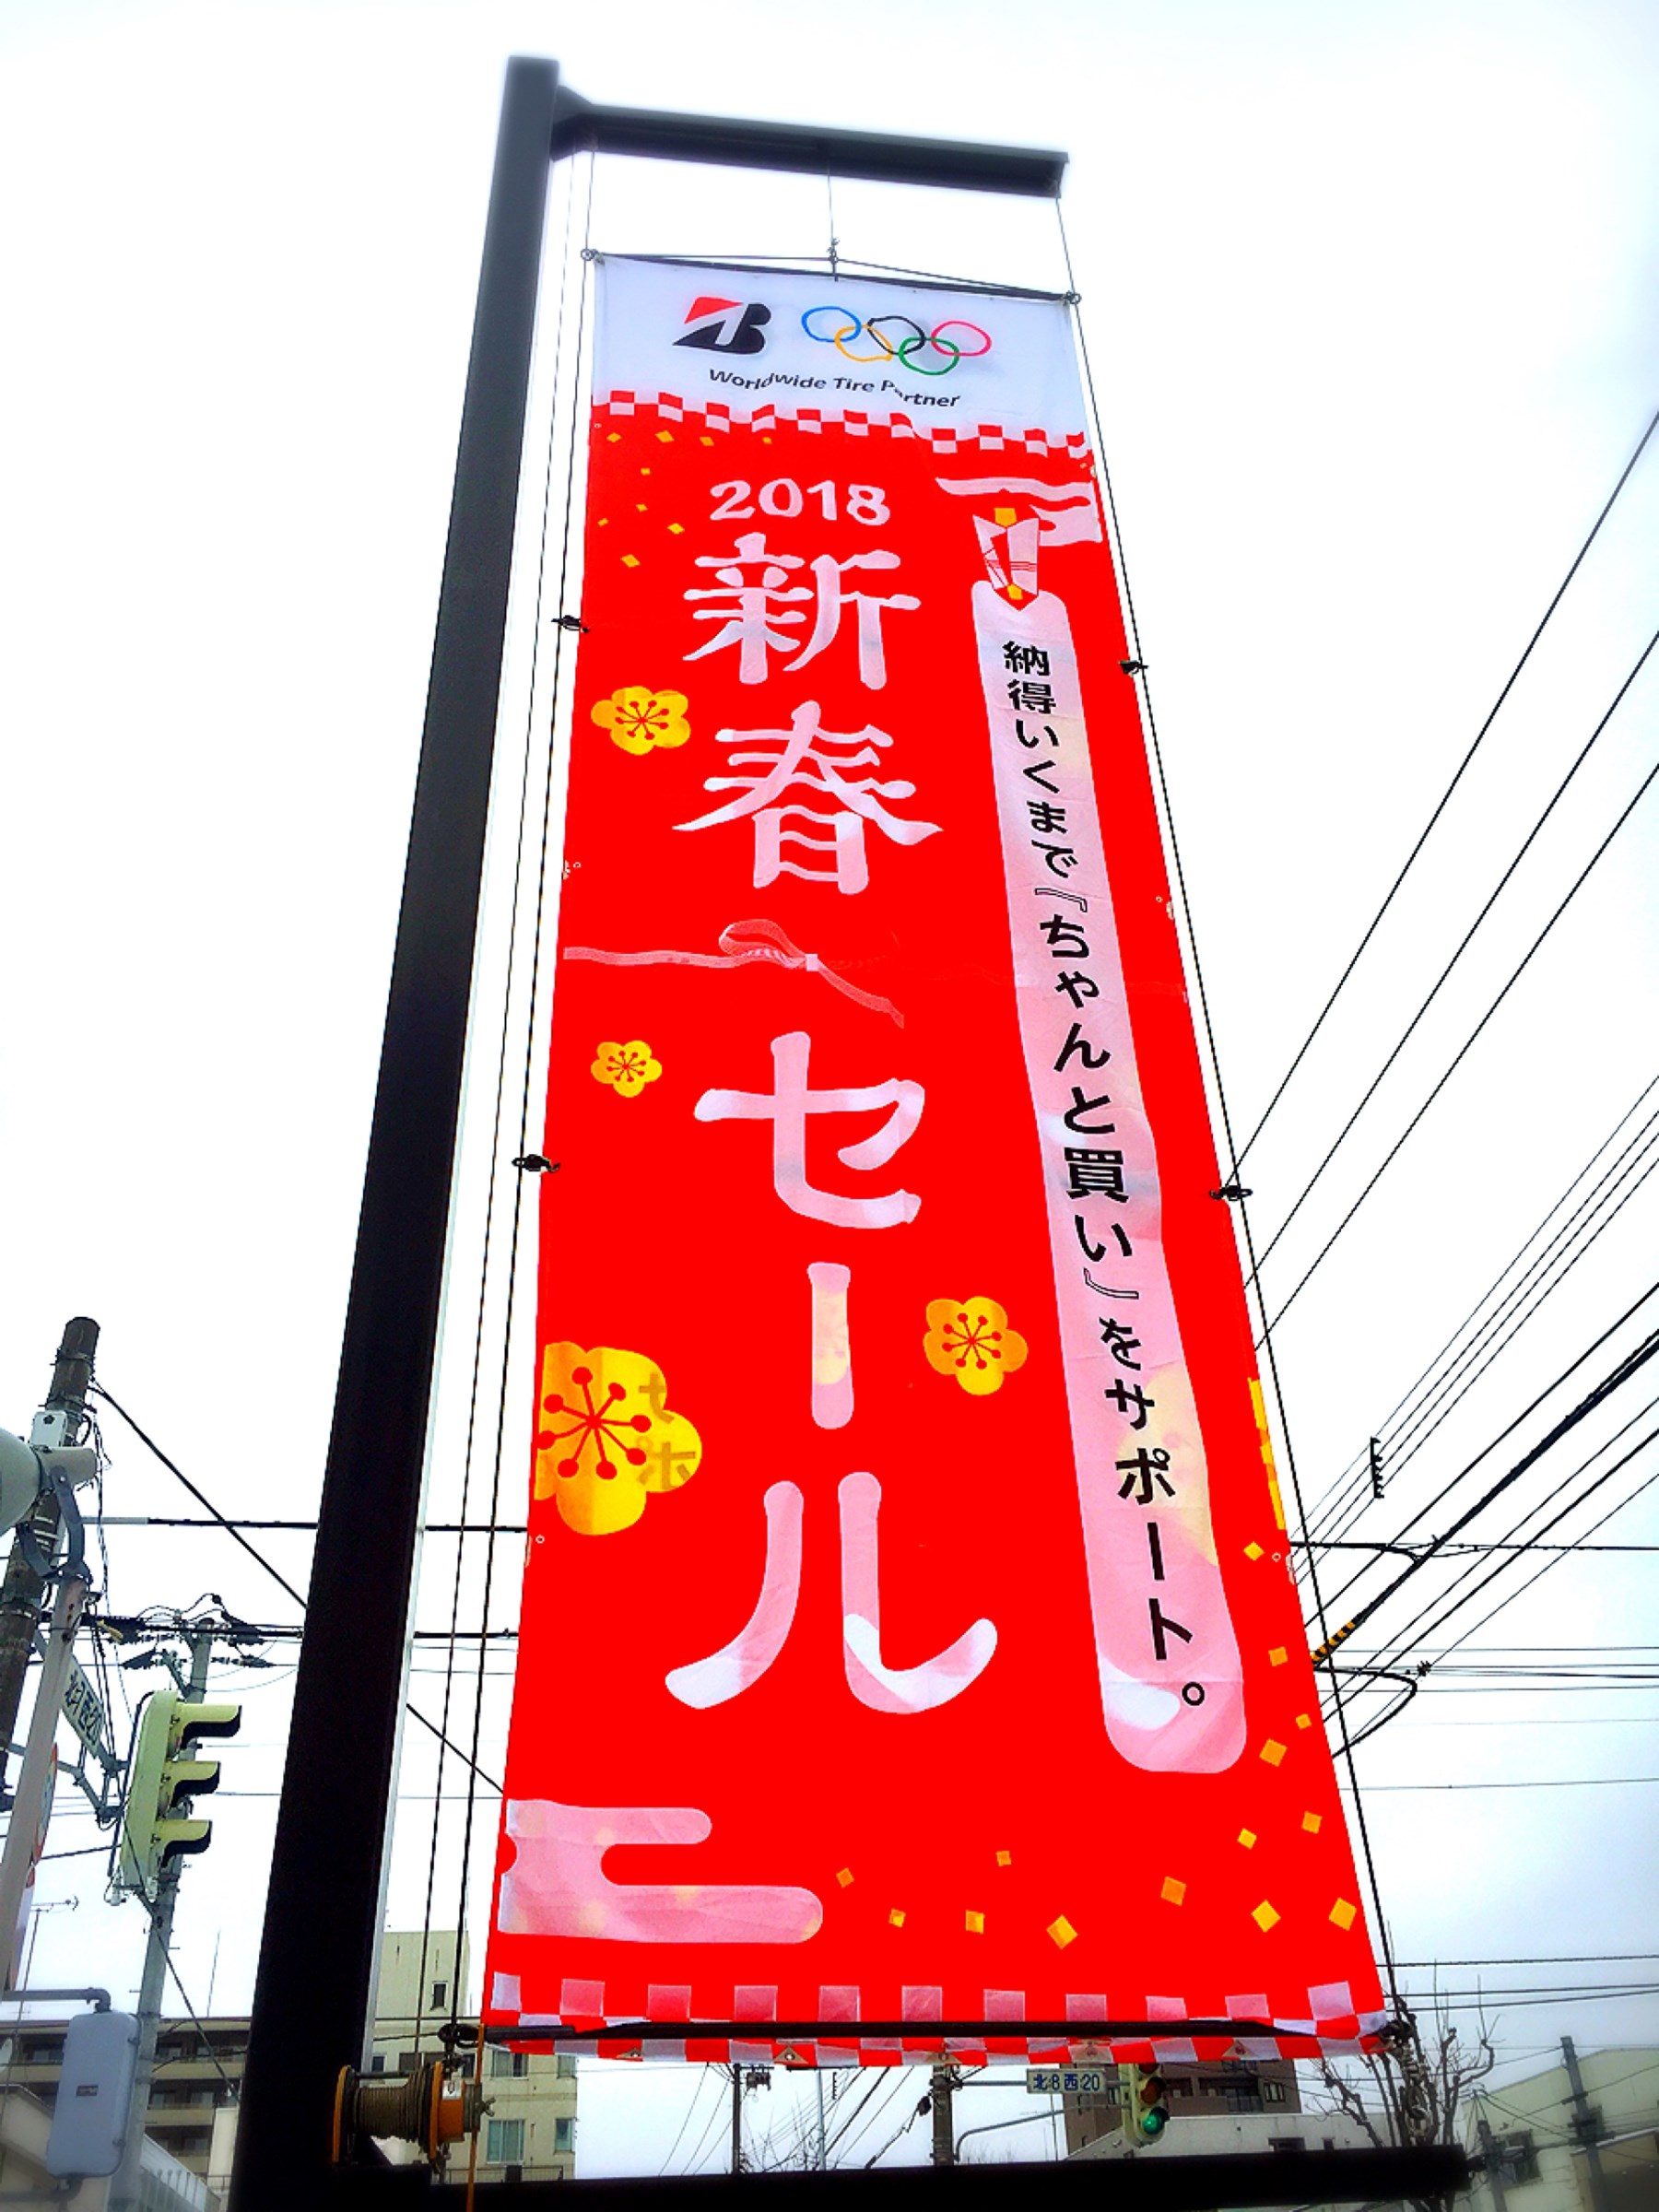 B
Worldwide Tire Partner
2018
新春
セール
納得いくまで『ちゃんと買い』をサポート。
北8西20